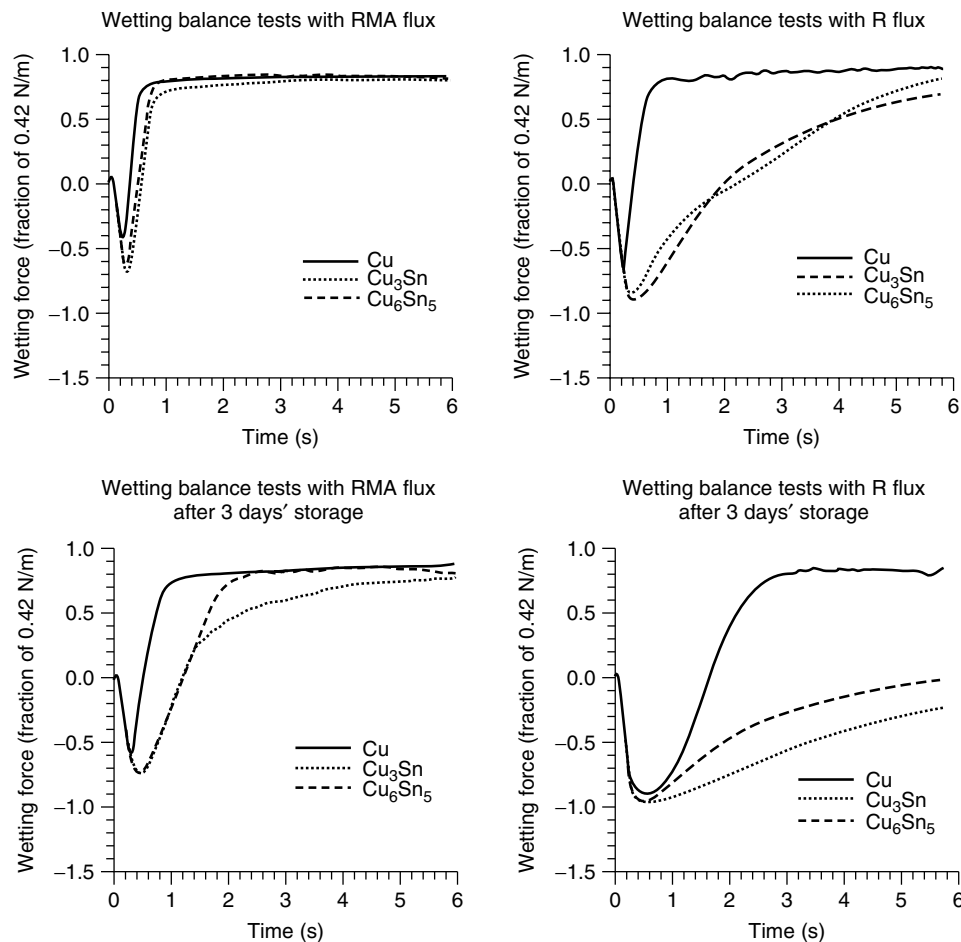 Wetting balance tests with RMA flux
Wetting force (fraction of 0.42 N/m)
1.0
0.5
0.0
−0.5
−1.0
−1.5
Cu
Cu₃Sn
Cu₆Sn₅
0 1 2 3 4 5 6
Time (s)
Wetting balance tests with R flux
Wetting force (fraction of 0.42 N/m)
1.0
0.5
0.0
−0.5
−1.0
−1.5
Cu
Cu₃Sn
Cu₆Sn₅
0 1 2 3 4 5 6
Time (s)
Wetting balance tests with RMA flux
after 3 days′ storage
Wetting force (fraction of 0.42 N/m)
1.0
0.5
0.0
−0.5
−1.0
−1.5
Cu
Cu₃Sn
Cu₆Sn₅
0 1 2 3 4 5 6
Time (s)
Wetting balance tests with R flux
after 3 days′ storage
Wetting force (fraction of 0.42 N/m)
1.0
0.5
0.0
−0.5
−1.0
−1.5
Cu
Cu₃Sn
Cu₆Sn₅
0 1 2 3 4 5 6
Time (s)